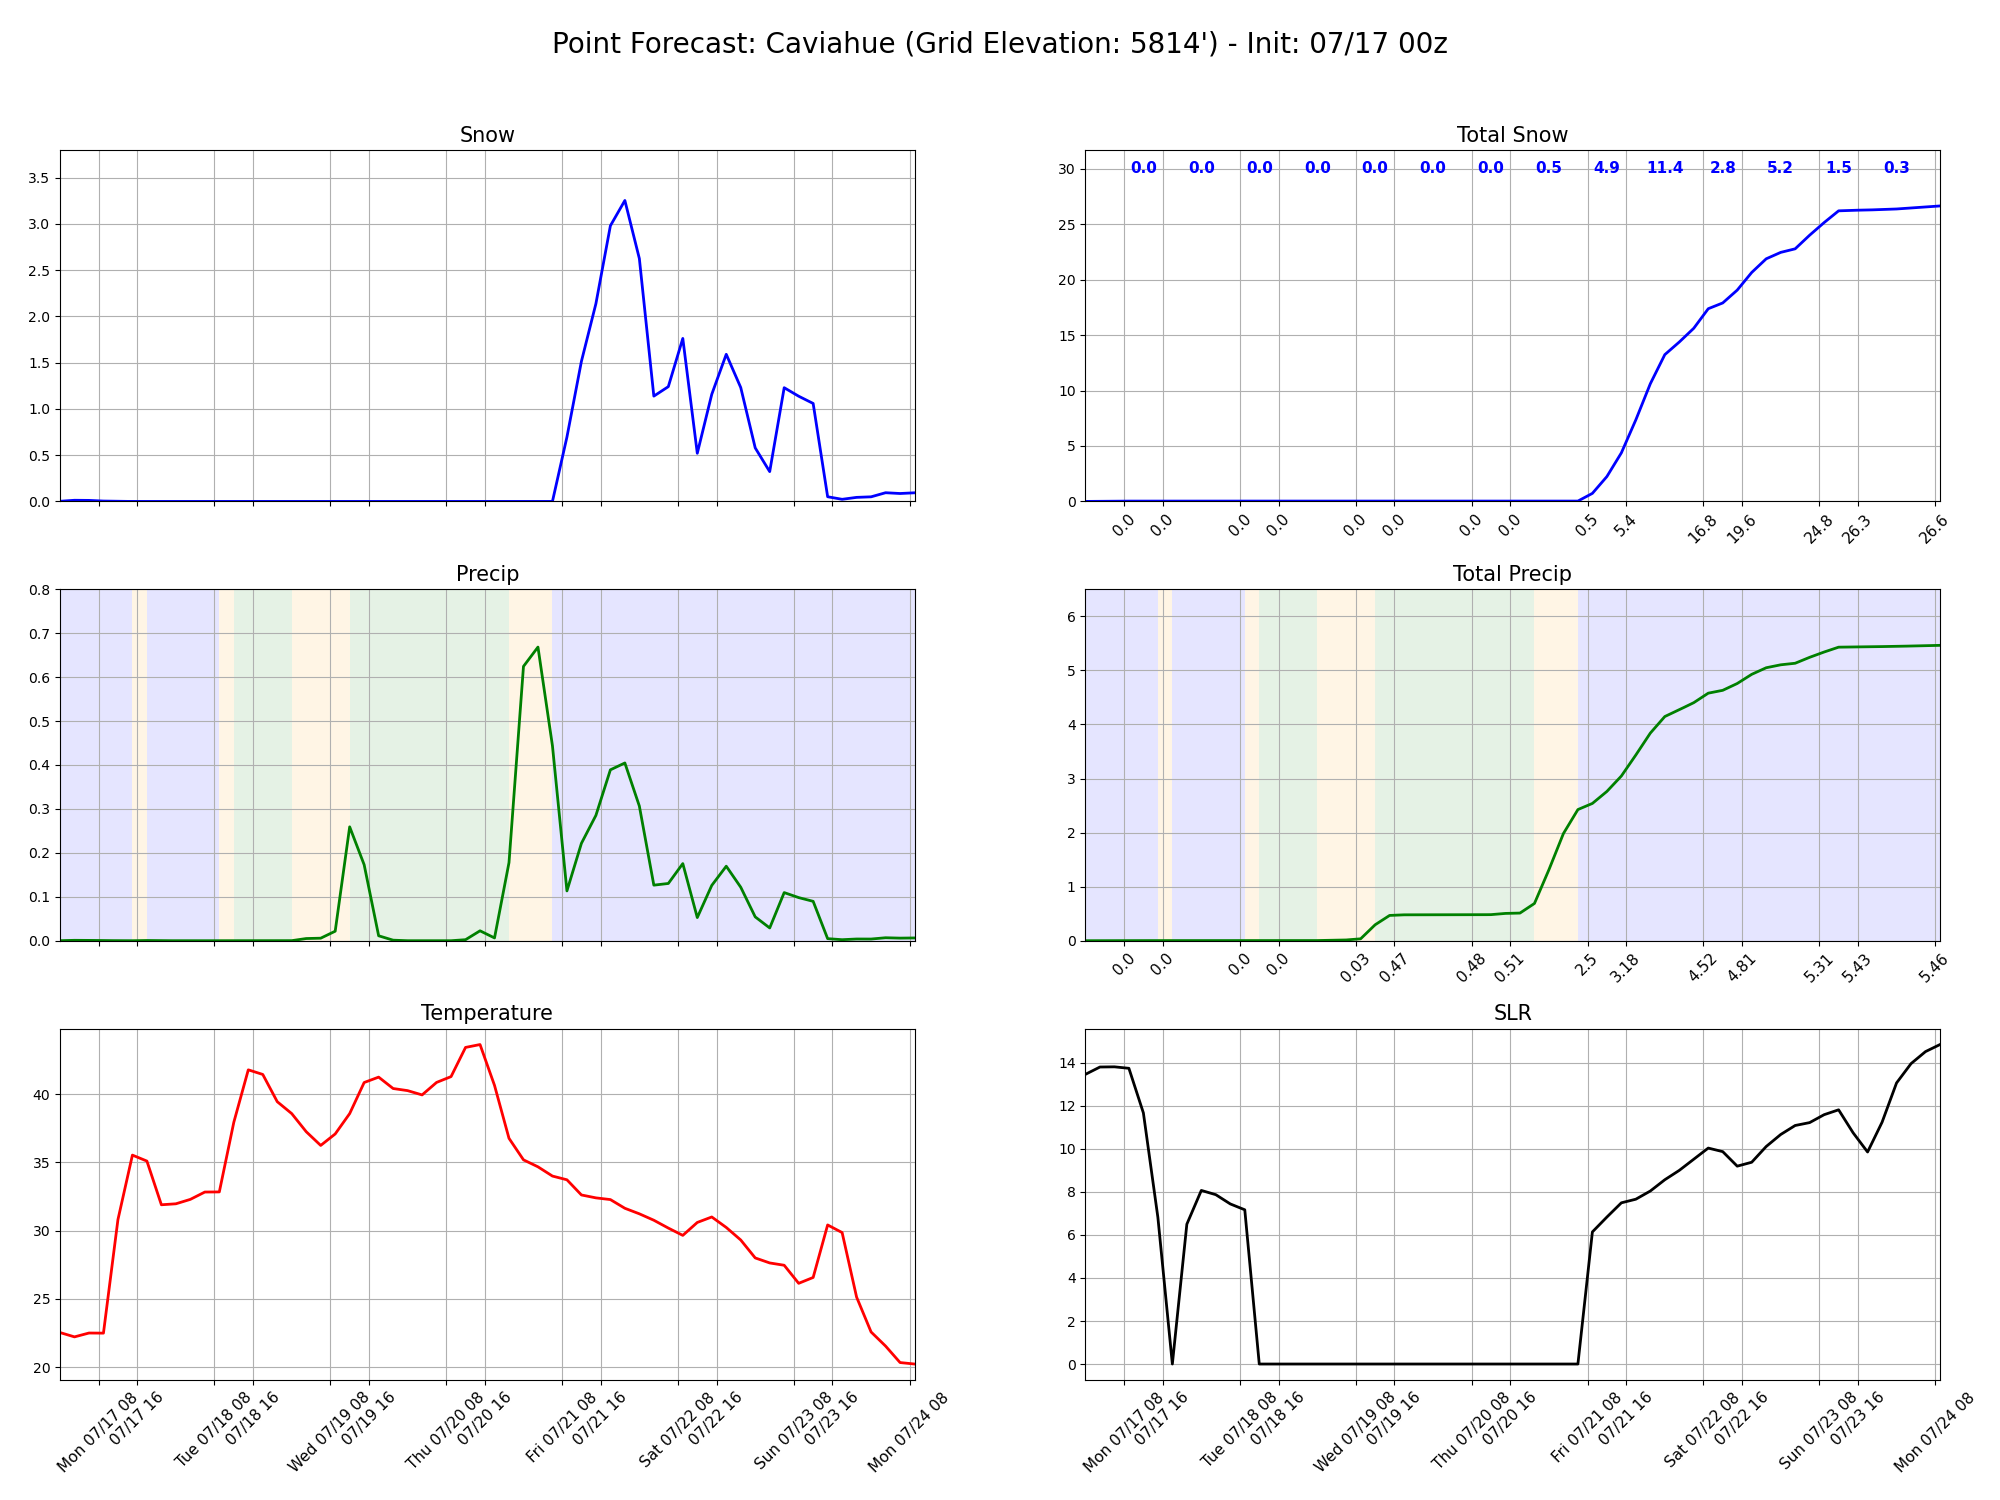 Point Forecast: Caviahue (Grid Elevation: 5814') - Init: 07/17 00z
Snow
3.5
3.0
2.5
2.0
1.5
1.0
0.5
0.0
Total Snow
0.0 0.0 0.0 0.0 0.0 0.0 0.0 0.5 4.9 11.4 2.8 5.2 1.5 0.3
30
25
20
15
10
5
0
0.0 0.0 0.0 0.0 0.0 0.0 0.0 0.0 0.5 5.4 16.8 19.6 24.8 26.3 26.6
Precip
0.8
0.7
0.6
0.5
0.4
0.3
0.2
0.1
0.0
Total Precip
6
5
4
3
2
1
0
0.0 0.0 0.0 0.0 0.03 0.47 0.48 0.51 2.5 3.18 4.52 4.81 5.31 5.43 5.46
Temperature
40
35
30
25
20
Mon 07/17 08
07/17 16
Tue 07/18 08
07/18 16
Wed 07/19 08
07/19 16
Thu 07/20 08
07/20 16
Fri 07/21 08
07/21 16
Sat 07/22 08
07/22 16
Sun 07/23 08
07/23 16
Mon 07/24 08
SLR
14
12
10
8
6
4
2
0
Mon 07/17 08
07/17 16
Tue 07/18 08
07/18 16
Wed 07/19 08
07/19 16
Thu 07/20 08
07/20 16
Fri 07/21 08
07/21 16
Sat 07/22 08
07/22 16
Sun 07/23 08
07/23 16
Mon 07/24 08